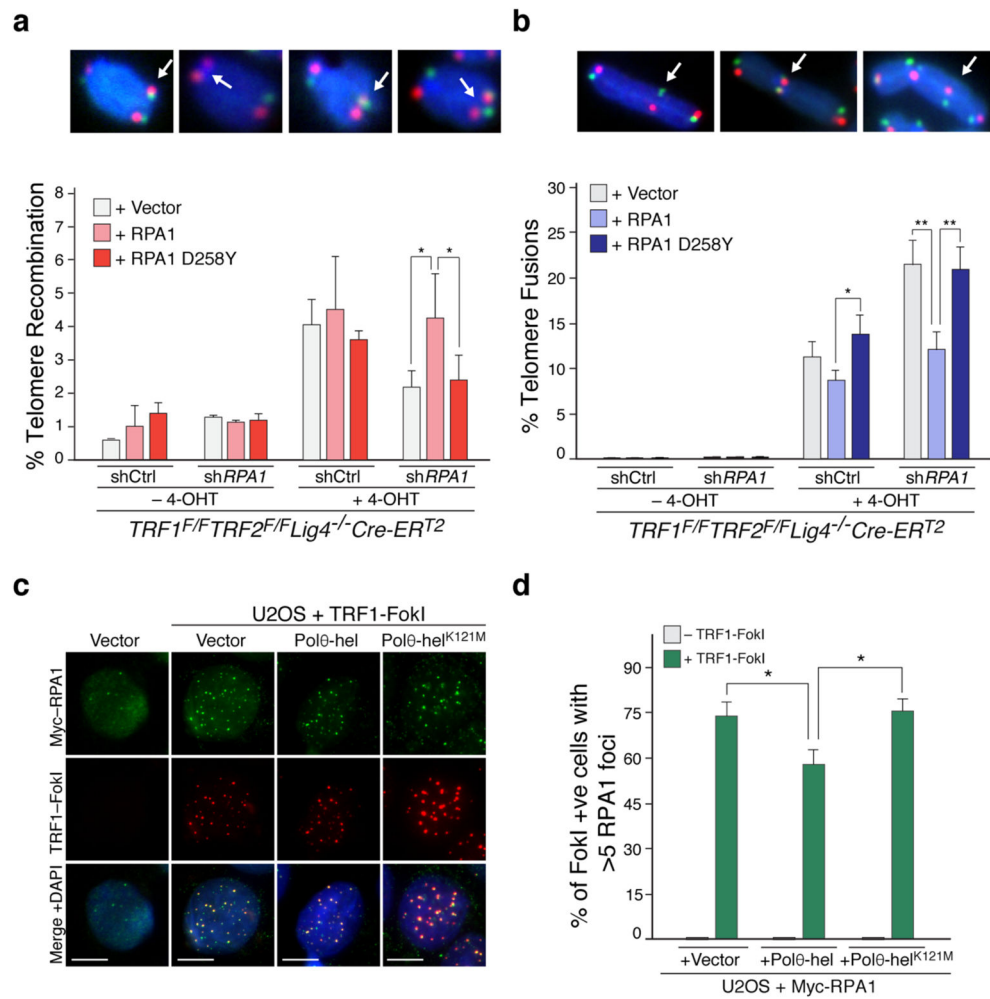 a
% Telomere Recombination
8
7
6
5
4
3
2
1
0
+ Vector
+ RPA1
+ RPA1 D258Y
* *
shCtrl shRPA1 shCtrl shRPA1
– 4-OHT + 4-OHT
TRF1F/FTRF2F/FLig4-/-Cre-ERT2
b
% Telomere Fusions
30
25
20
15
10
5
0
+ Vector
+ RPA1
+ RPA1 D258Y
** **
*
shCtrl shRPA1 shCtrl shRPA1
– 4-OHT + 4-OHT
TRF1F/FTRF2F/FLig4-/-Cre-ERT2
c
U2OS + TRF1-FokI
Vector Vector Polθ-hel Polθ-helK121M
Myc–RPA1
TRF1–FokI
Merge +DAPI
d
% of FokI +ve cells with
>5 RPA1 foci
– TRF1-FokI
+ TRF1-FokI
90
75
60
45
30
15
0
* *
+Vector +Polθ-hel +Polθ-helK121M
U2OS + Myc-RPA1